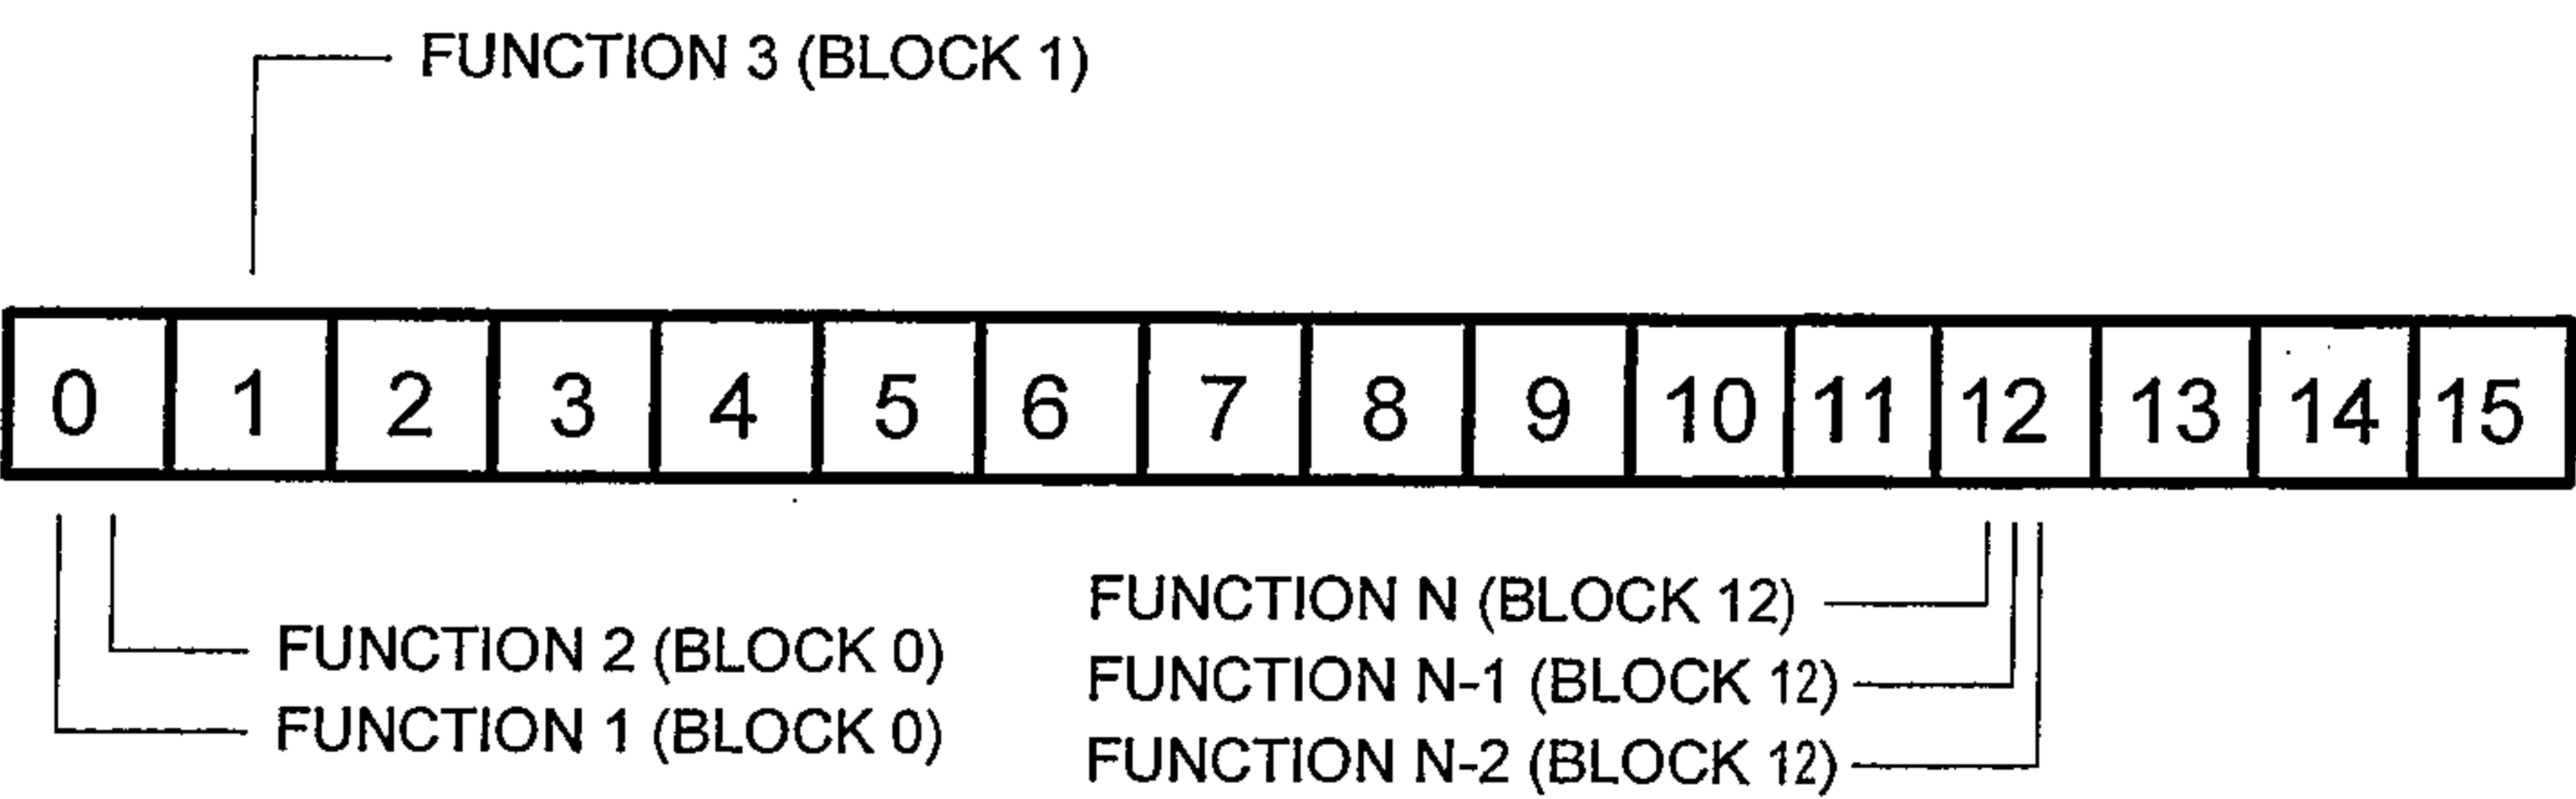 FUNCTION 3 (BLOCK 1)
0 1 2 3 4 5 6 7 8 9 10 11 12 13 14 15
FUNCTION 2 (BLOCK 0)
FUNCTION 1 (BLOCK 0)
FUNCTION N (BLOCK 12)
FUNCTION N-1 (BLOCK 12)
FUNCTION N-2 (BLOCK 12)